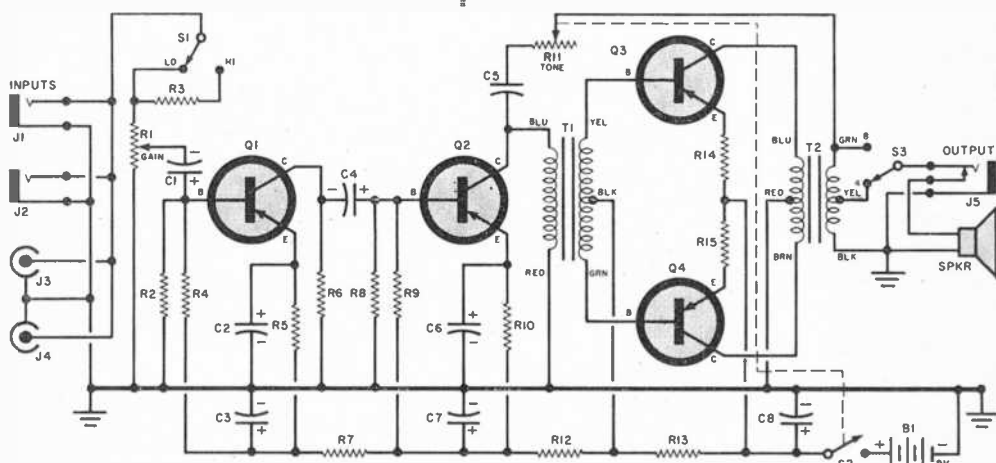 INPUTS
J1
J2
J3
J4
S1
LO
HI
R3
R1
GAIN
C1
- +
R2
R4
Q1
B
C
E
C2
+ -
R5
C3
- +
R6
C4
- +
R8
R9
R7
Q2
B
C
E
C5
R11
TONE
C6
+ -
R10
C7
- +
BLU
RED
T1
YEL
BLK
GRN
R12
R13
Q3
B
C
E
R14
R15
Q4
B
E
C
BLU
RED
BRN
T2
GRN
YEL
BLK
8
4
S3
OUTPUT
J5
SPKR
C8
- +
+ B1 -